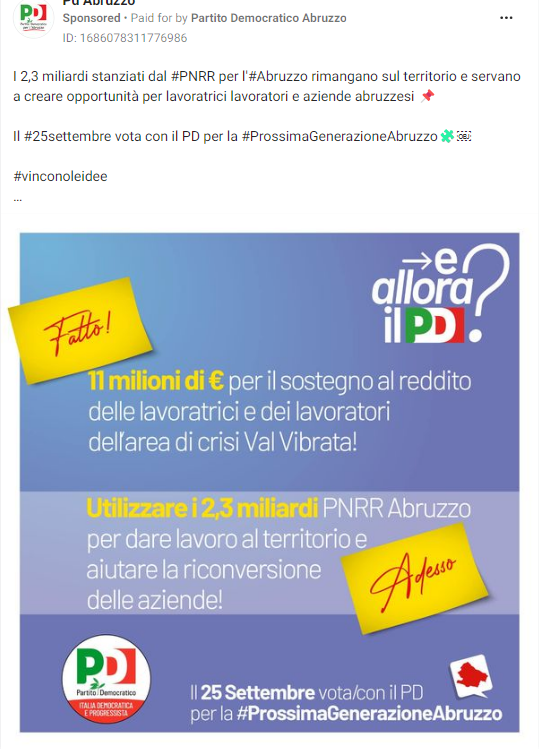 Pd Abruzzo
Sponsored • Paid for by Partito Democratico Abruzzo
ID: 1686078311776986
I 2,3 miliardi stanziati dal #PNRR per l'#Abruzzo rimangano sul territorio e servano
a creare opportunità per lavoratrici lavoratori e aziende abruzzesi 📌
Il #25settembre vota con il PD per la #ProssimaGenerazioneAbruzzo 🧩￼
#vinconoleidee
...
→e
allora
il PD?
Fatto!
11 milioni di € per il sostegno al reddito
delle lavoratrici e dei lavoratori
dell'area di crisi Val Vibrata!
Utilizzare i 2,3 miliardi PNRR Abruzzo
per dare lavoro al territorio e
aiutare la riconversione
delle aziende!
Adesso
PD
Partito Democratico
ITALIA DEMOCRATICA
E PROGRESSISTA
Il 25 Settembre vota/con il PD
per la #ProssimaGenerazioneAbruzzo